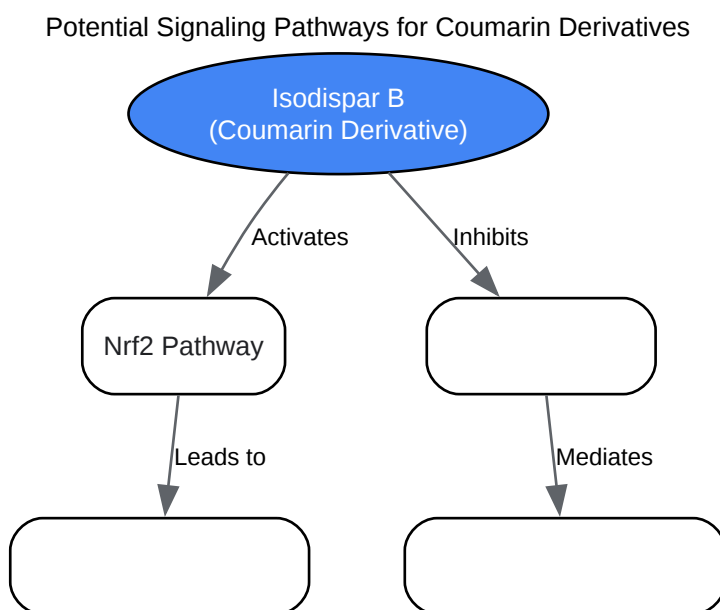 Potential Signaling Pathways for Coumarin Derivatives
Isodispar B
(Coumarin Derivative)
Activates
Inhibits
Nrf2 Pathway
Leads to
Mediates